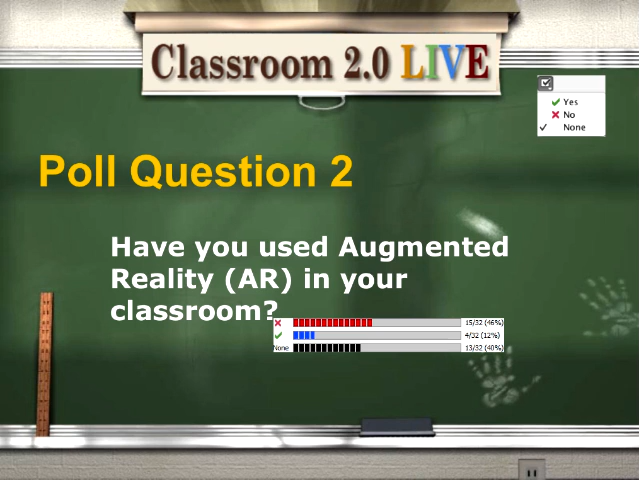 Classroom 2.0 LIVE
Yes
No
None
Poll Question 2
Have you used Augmented
Reality (AR) in your
classroom?
15/32 (46%)
4/32 (12%)
None 13/32 (40%)